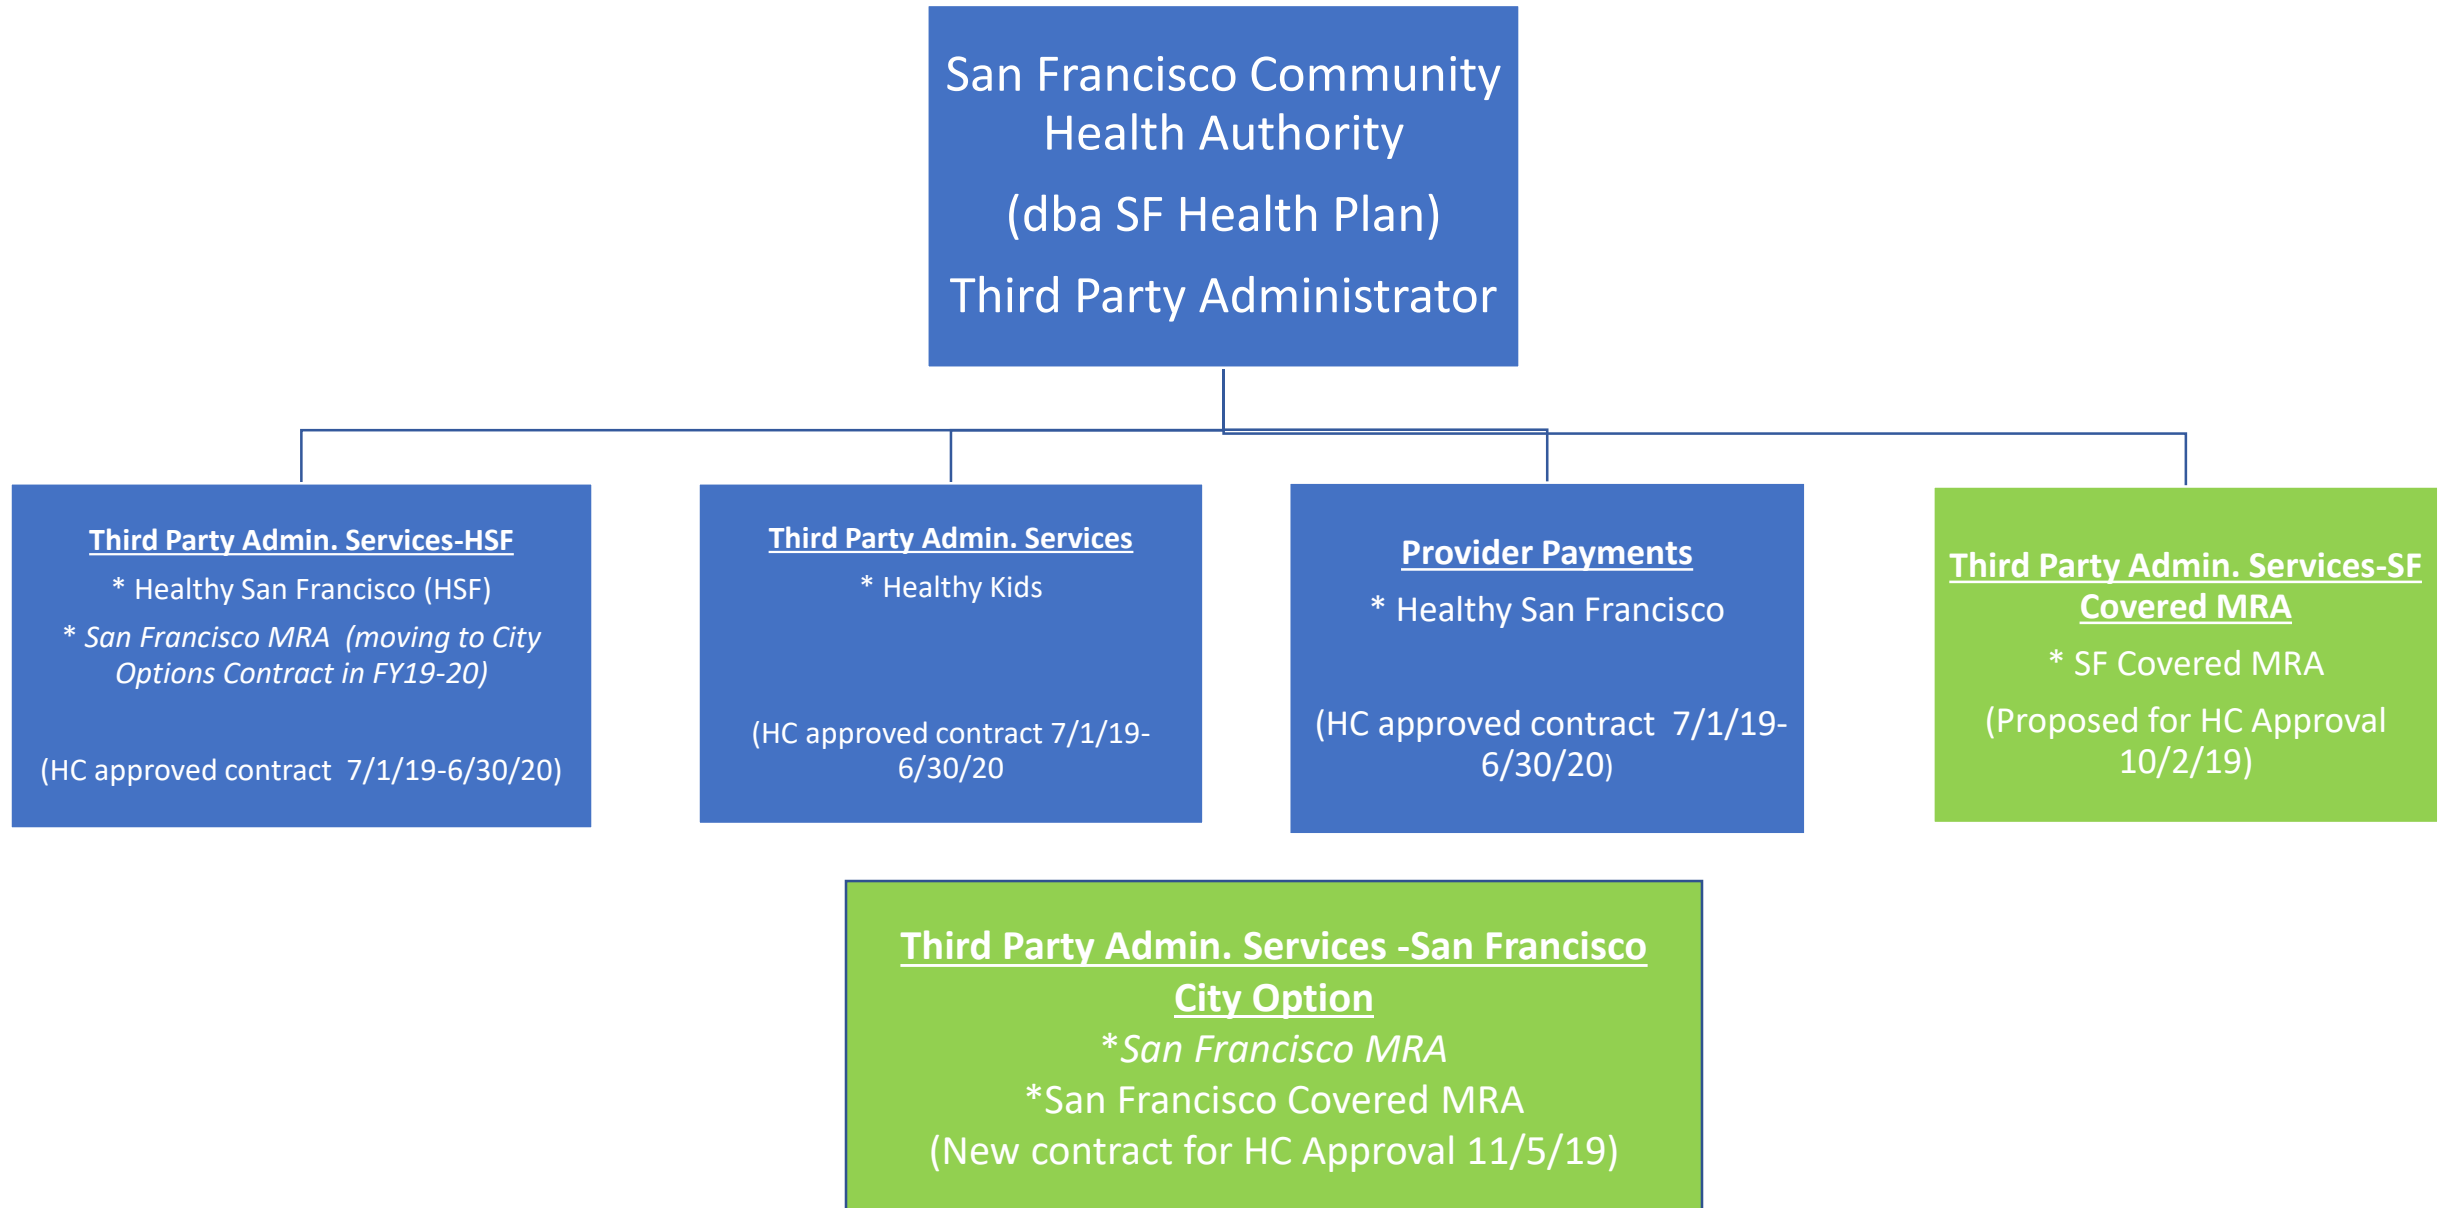 San Francisco Community
Health Authority
(dba SF Health Plan)
Third Party Administrator
Third Party Admin. Services-HSF
* Healthy San Francisco (HSF)
* San Francisco MRA  (moving to City
Options Contract in FY19-20)
(HC approved contract  7/1/19-6/30/20)
Third Party Admin. Services
* Healthy Kids
(HC approved contract 7/1/19-
6/30/20
Provider Payments
* Healthy San Francisco
(HC approved contract  7/1/19-
6/30/20)
Third Party Admin. Services-SF
Covered MRA
* SF Covered MRA
(Proposed for HC Approval
10/2/19)
Third Party Admin. Services -San Francisco
City Option
*San Francisco MRA
*San Francisco Covered MRA
(New contract for HC Approval 11/5/19)